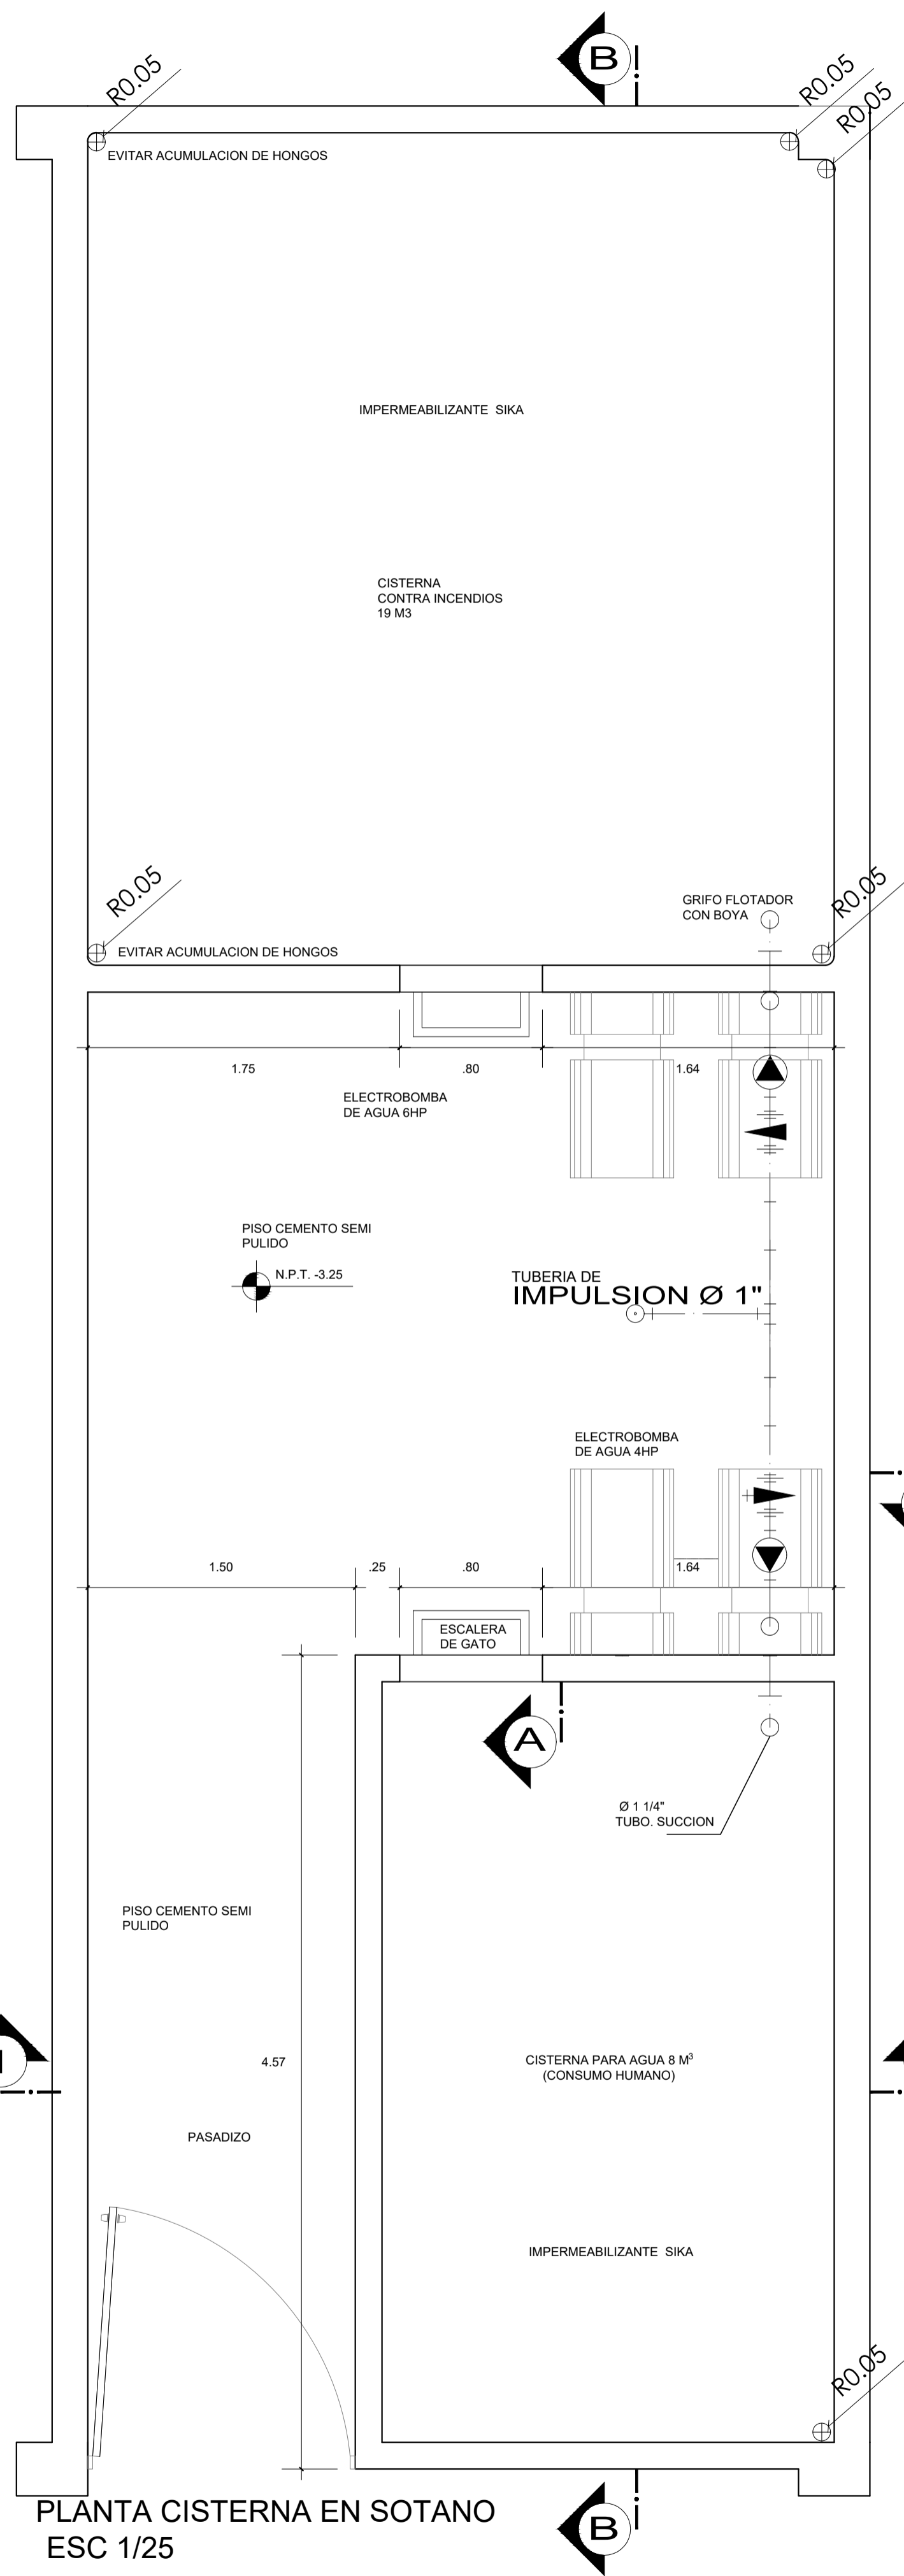 B
R0.05
R0.05
R0.05
EVITAR ACUMULACION DE HONGOS
IMPERMEABILIZANTE SIKA
CISTERNA
CONTRA INCENDIOS
19 M3
R0.05
R0.05
GRIFO FLOTADOR
CON BOYA
EVITAR ACUMULACION DE HONGOS
1.75
.80
1.64
ELECTROBOMBA
DE AGUA 6HP
PISO CEMENTO SEMI
PULIDO
N.P.T. -3.25
TUBERIA DE
IMPULSION Ø 1"
ELECTROBOMBA
DE AGUA 4HP
1.50
.25
.80
1.64
ESCALERA
DE GATO
A
Ø 1 1/4"
TUBO. SUCCION
PISO CEMENTO SEMI
PULIDO
4.57
CISTERNA PARA AGUA 8 M³
(CONSUMO HUMANO)
PASADIZO
IMPERMEABILIZANTE SIKA
R0.05
PLANTA CISTERNA EN SOTANO
ESC 1/25
B